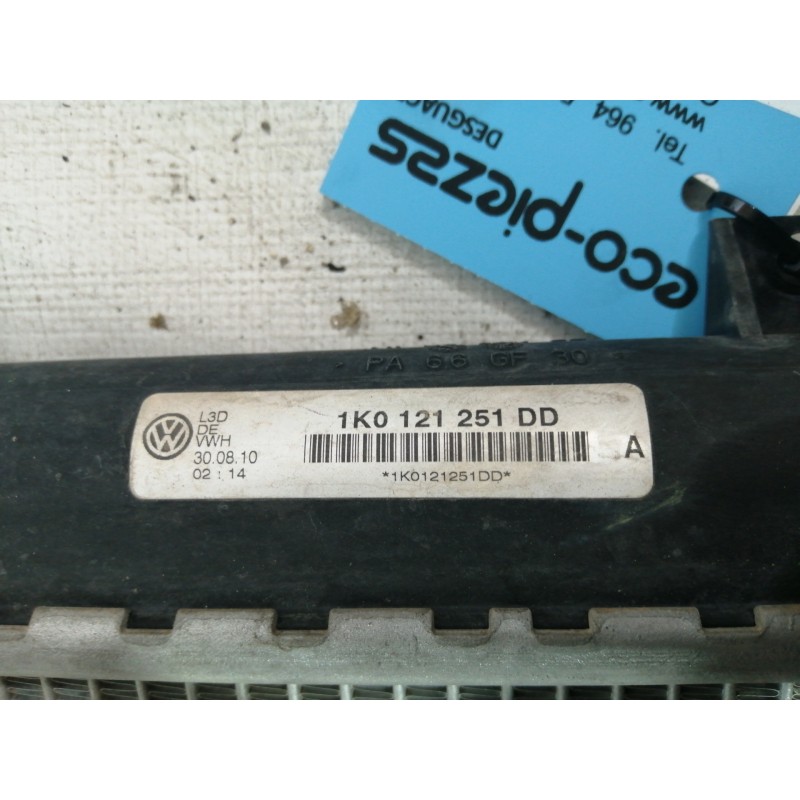 eco-piezas
DESGUAC
Tel. 964
www.
PA 66 GF 30
L3D
DE
VWH
30.08.10
02 : 14
1K0 121 251 DD
A
*1K0121251DD*